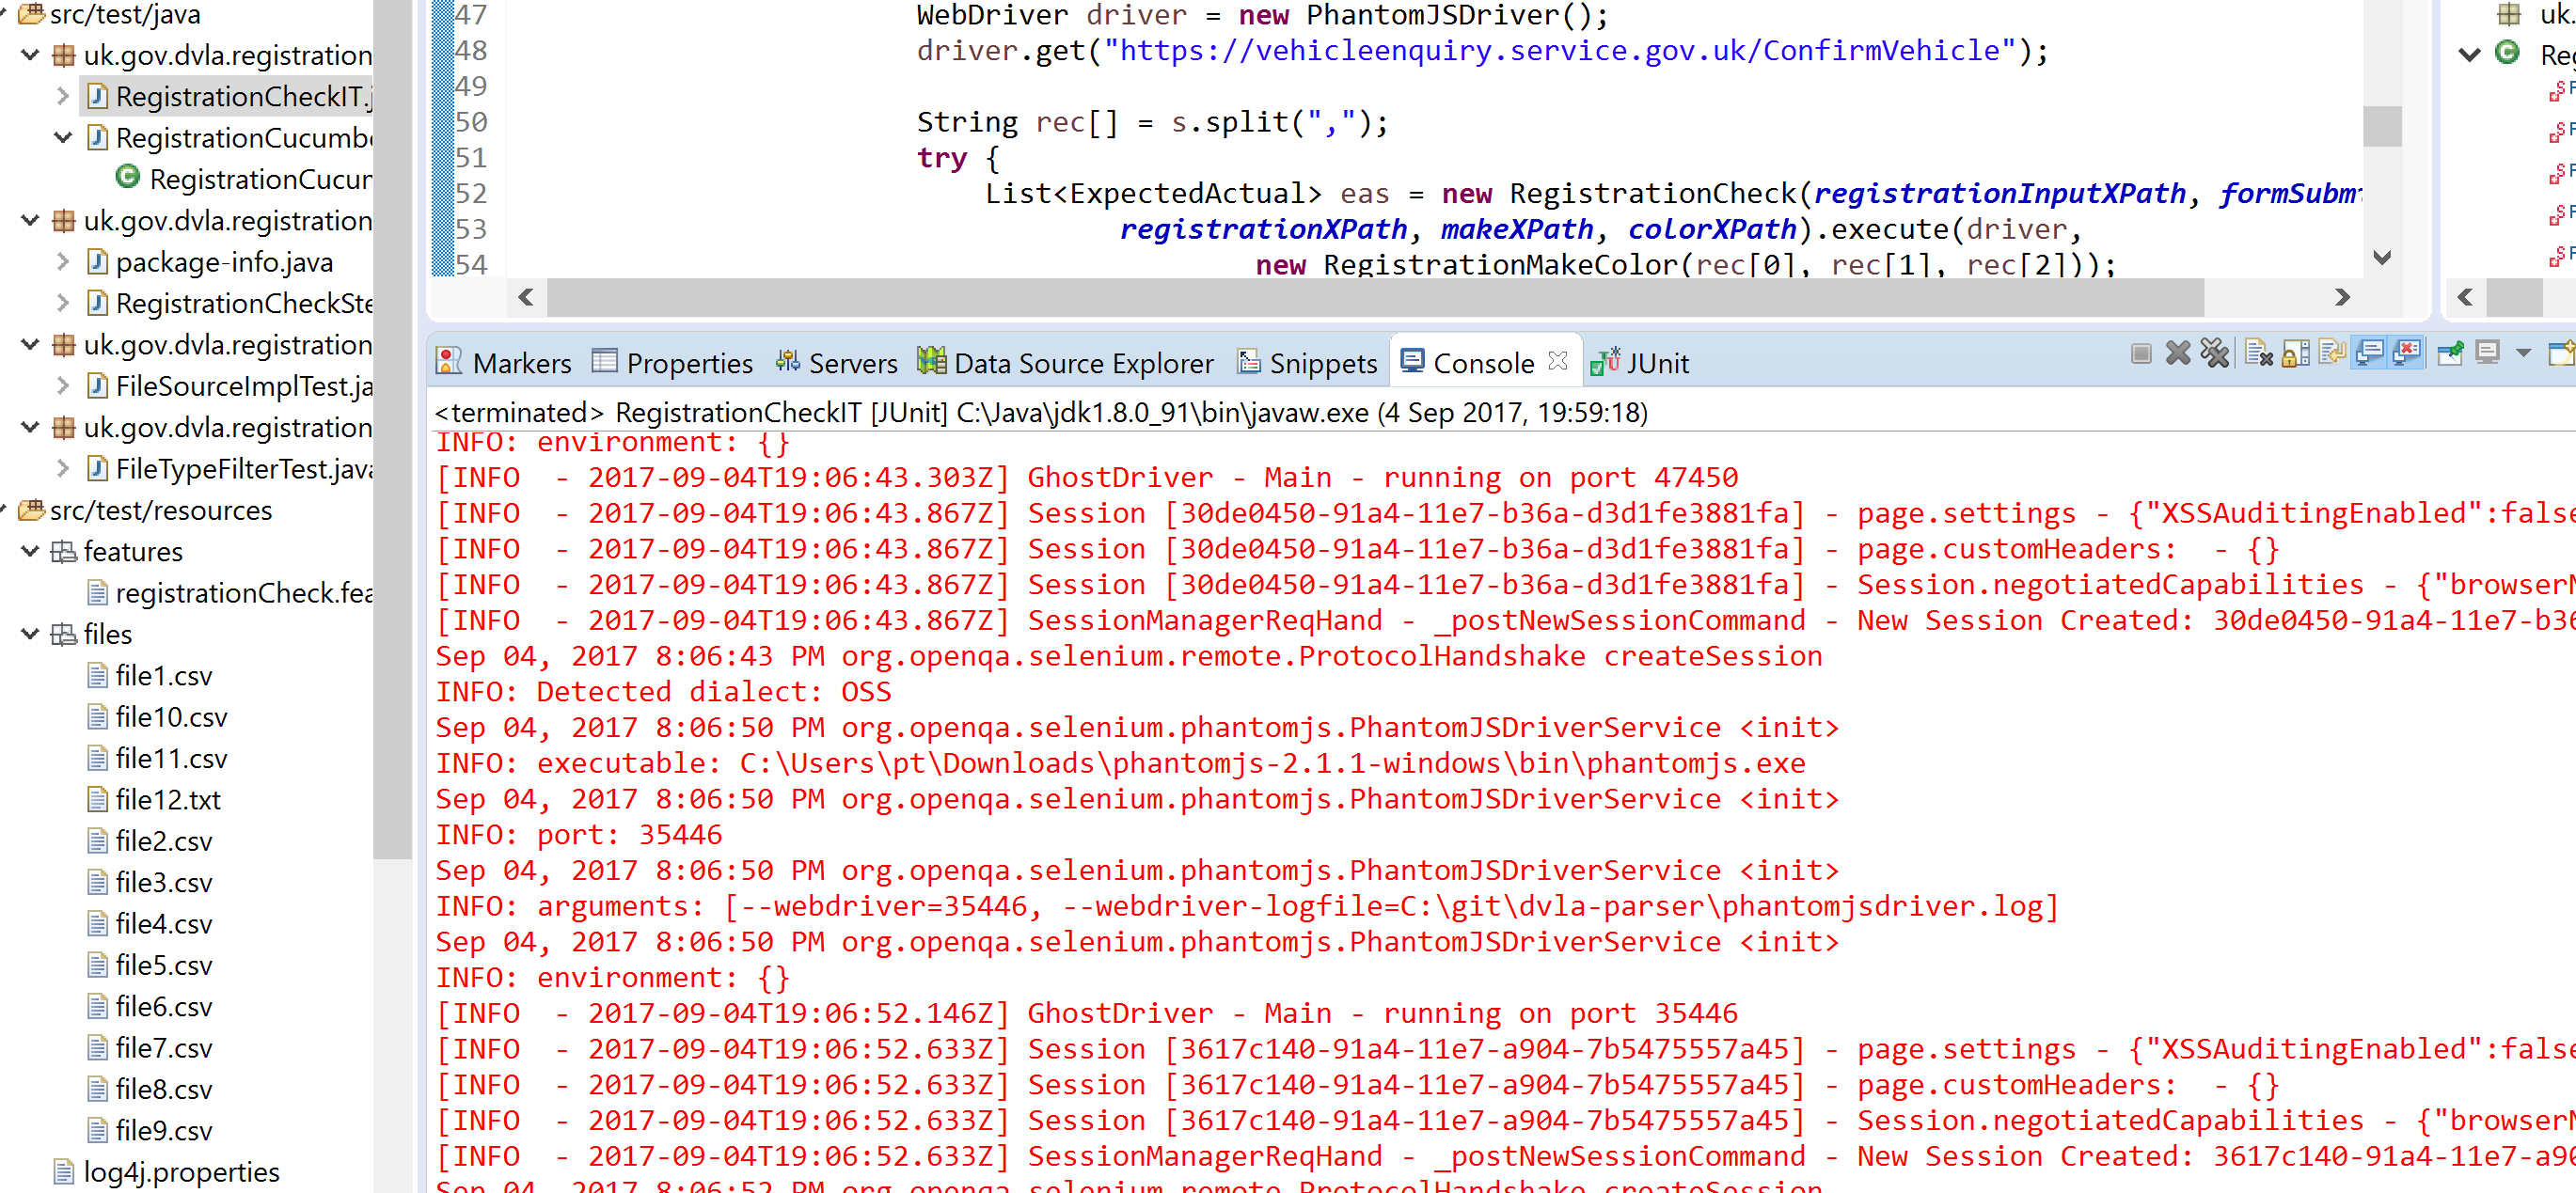 src/test/java
uk.gov.dvla.registration
RegistrationCheckIT.j
RegistrationCucumbe
RegistrationCucum
uk.gov.dvla.registration
package-info.java
RegistrationCheckSte
uk.gov.dvla.registration
FileSourceImplTest.ja
uk.gov.dvla.registration
FileTypeFilterTest.java
src/test/resources
features
registrationCheck.fea
files
file1.csv
file10.csv
file11.csv
file12.txt
file2.csv
file3.csv
file4.csv
file5.csv
file6.csv
file7.csv
file8.csv
file9.csv
log4j.properties
47 WebDriver driver = new PhantomJSDriver();
48 driver.get("https://vehicleenquiry.service.gov.uk/ConfirmVehicle");
49
50 String rec[] = s.split(",");
51 try {
52 List<ExpectedActual> eas = new RegistrationCheck(registrationInputXPath, formSubm
53 registrationXPath, makeXPath, colorXPath).execute(driver,
54 new RegistrationMakeColor(rec[0], rec[1], rec[2]));
uk.
Reg
Markers Properties Servers Data Source Explorer Snippets Console JUnit
<terminated> RegistrationCheckIT [JUnit] C:\Java\jdk1.8.0_91\bin\javaw.exe (4 Sep 2017, 19:59:18)
INFO: environment: {}
[INFO  - 2017-09-04T19:06:43.303Z] GhostDriver - Main - running on port 47450
[INFO  - 2017-09-04T19:06:43.867Z] Session [30de0450-91a4-11e7-b36a-d3d1fe3881fa] - page.settings - {"XSSAuditingEnabled":false
[INFO  - 2017-09-04T19:06:43.867Z] Session [30de0450-91a4-11e7-b36a-d3d1fe3881fa] - page.customHeaders:  - {}
[INFO  - 2017-09-04T19:06:43.867Z] Session [30de0450-91a4-11e7-b36a-d3d1fe3881fa] - Session.negotiatedCapabilities - {"browserN
[INFO  - 2017-09-04T19:06:43.867Z] SessionManagerReqHand - _postNewSessionCommand - New Session Created: 30de0450-91a4-11e7-b36
Sep 04, 2017 8:06:43 PM org.openqa.selenium.remote.ProtocolHandshake createSession
INFO: Detected dialect: OSS
Sep 04, 2017 8:06:50 PM org.openqa.selenium.phantomjs.PhantomJSDriverService <init>
INFO: executable: C:\Users\pt\Downloads\phantomjs-2.1.1-windows\bin\phantomjs.exe
Sep 04, 2017 8:06:50 PM org.openqa.selenium.phantomjs.PhantomJSDriverService <init>
INFO: port: 35446
Sep 04, 2017 8:06:50 PM org.openqa.selenium.phantomjs.PhantomJSDriverService <init>
INFO: arguments: [--webdriver=35446, --webdriver-logfile=C:\git\dvla-parser\phantomjsdriver.log]
Sep 04, 2017 8:06:50 PM org.openqa.selenium.phantomjs.PhantomJSDriverService <init>
INFO: environment: {}
[INFO  - 2017-09-04T19:06:52.146Z] GhostDriver - Main - running on port 35446
[INFO  - 2017-09-04T19:06:52.633Z] Session [3617c140-91a4-11e7-a904-7b5475557a45] - page.settings - {"XSSAuditingEnabled":false
[INFO  - 2017-09-04T19:06:52.633Z] Session [3617c140-91a4-11e7-a904-7b5475557a45] - page.customHeaders:  - {}
[INFO  - 2017-09-04T19:06:52.633Z] Session [3617c140-91a4-11e7-a904-7b5475557a45] - Session.negotiatedCapabilities - {"browserN
[INFO  - 2017-09-04T19:06:52.633Z] SessionManagerReqHand - _postNewSessionCommand - New Session Created: 3617c140-91a4-11e7-a90
Sep 04, 2017 8:06:52 PM org.openqa.selenium.remote.ProtocolHandshake createSession